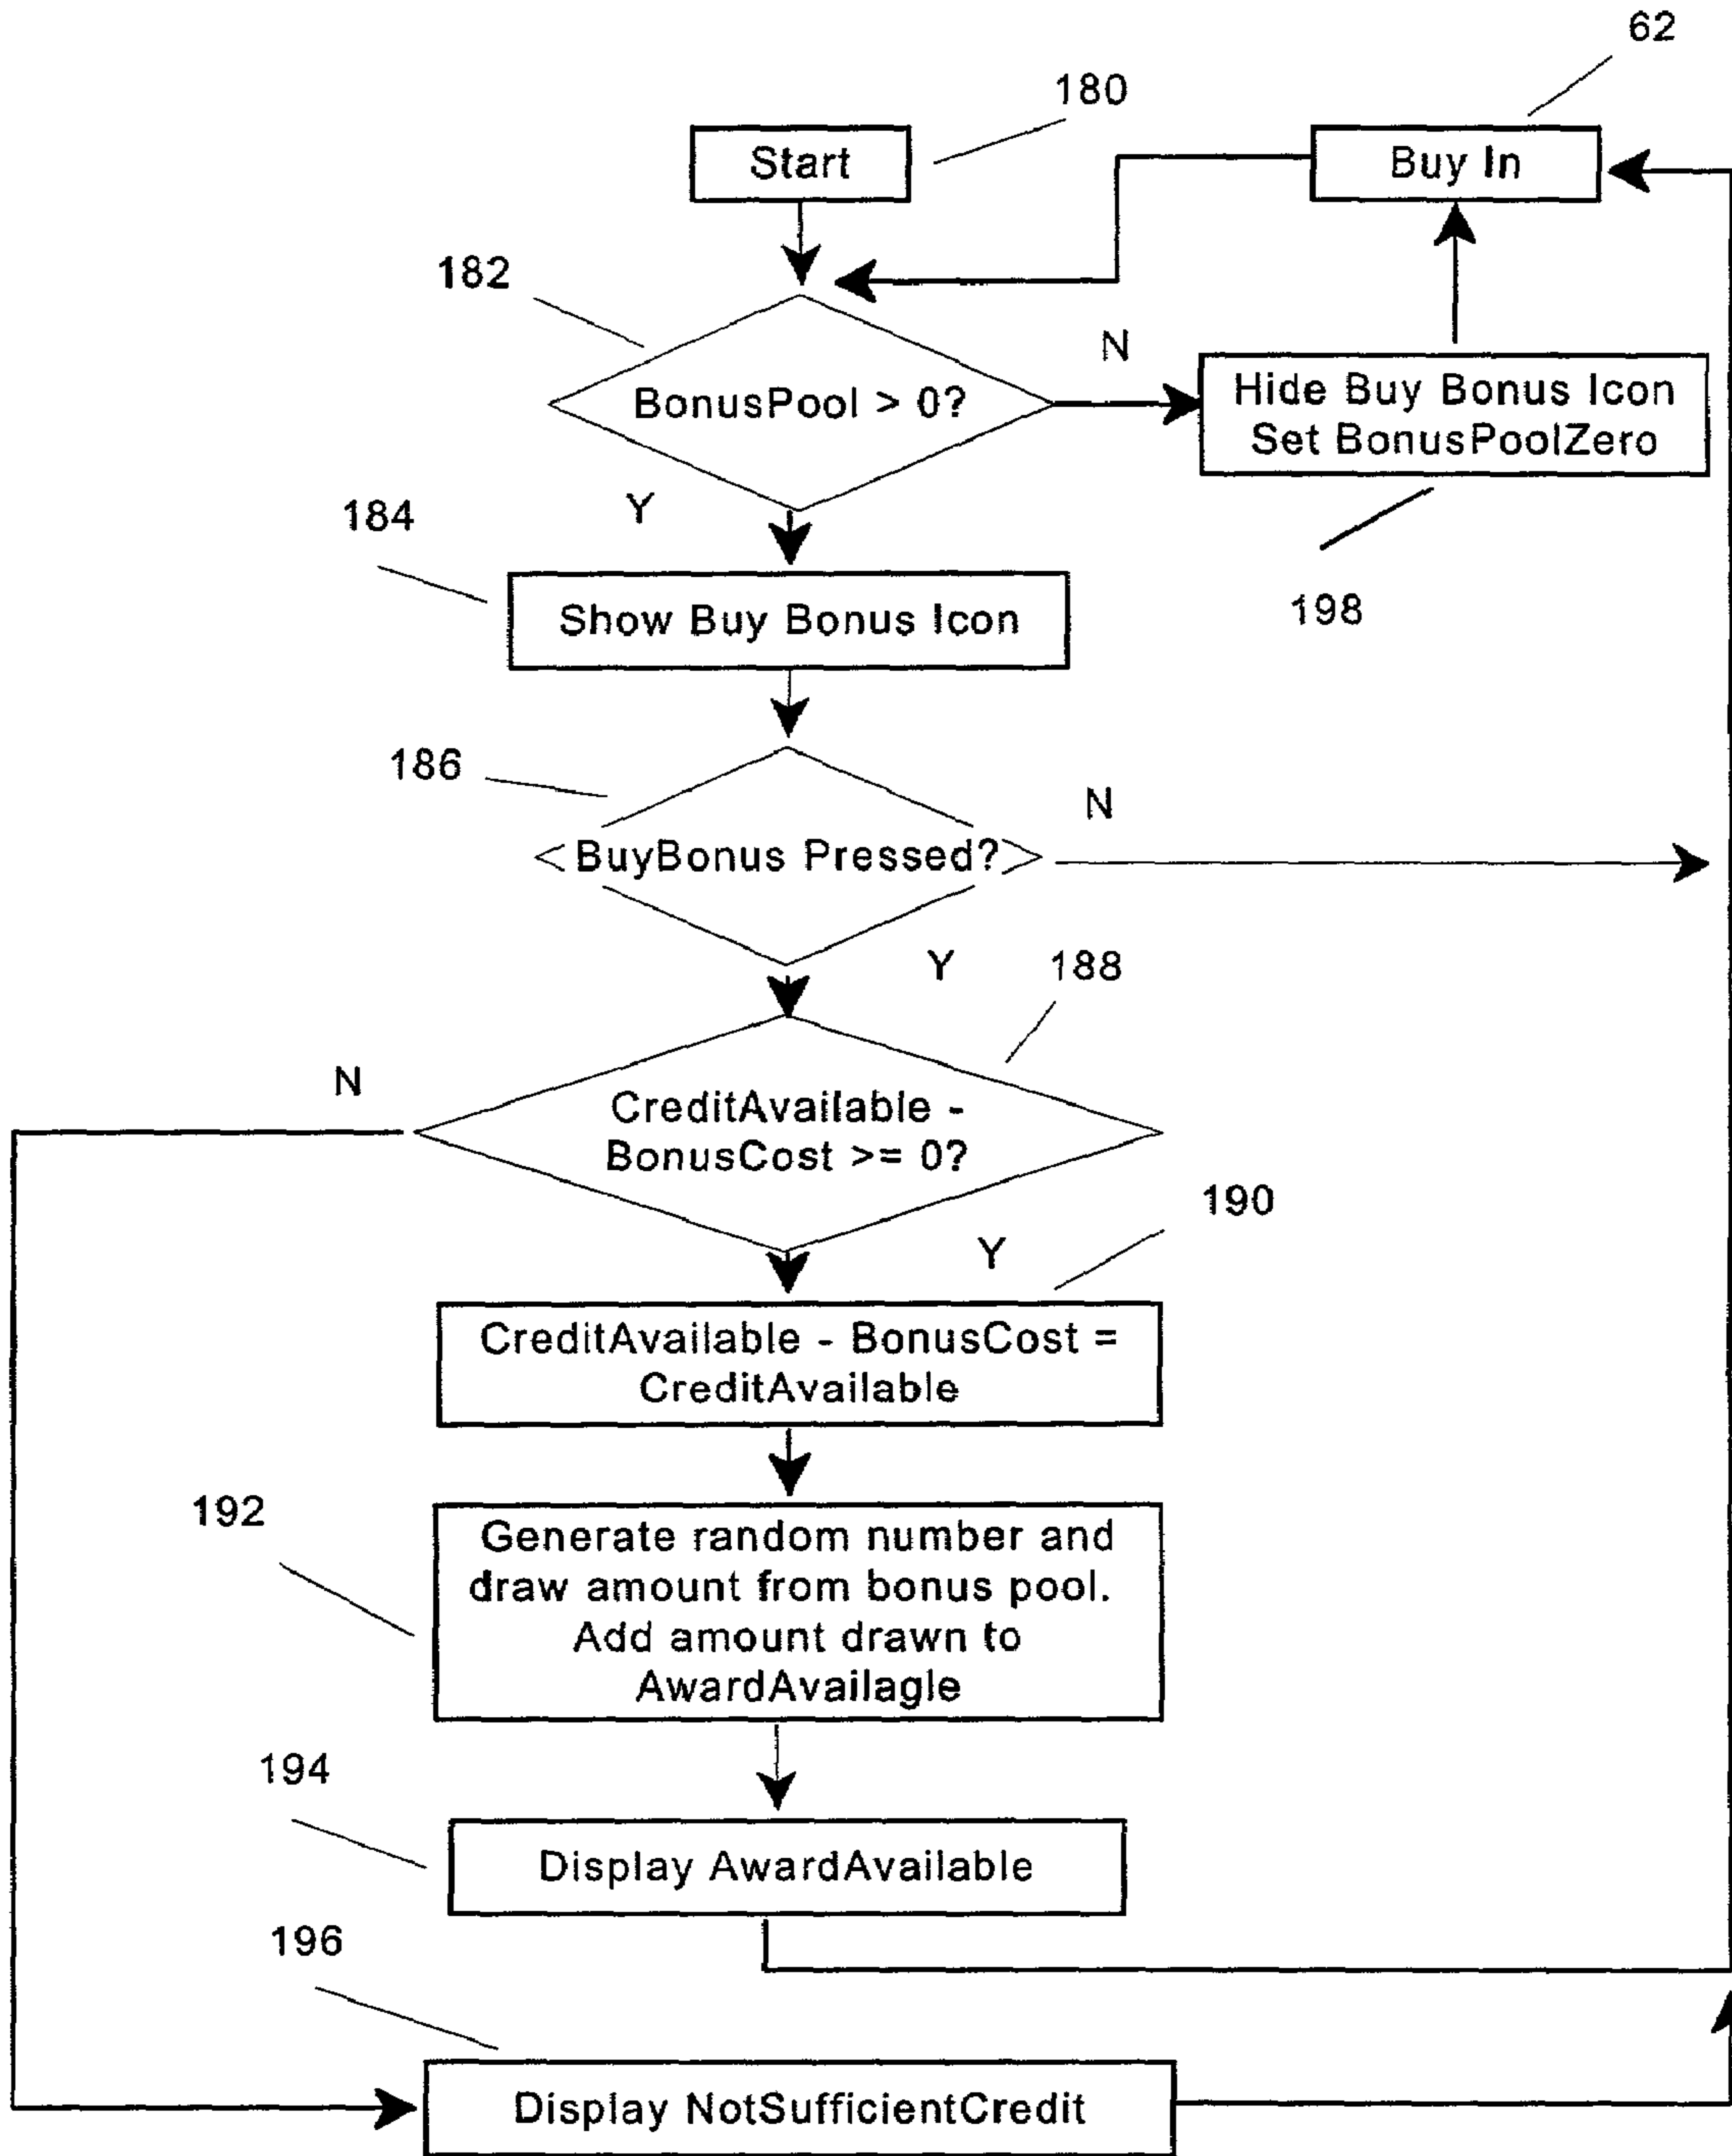 62
180
Start
Buy In
182
N
BonusPool > 0?
Hide Buy Bonus Icon
Set BonusPoolZero
Y
184
198
Show Buy Bonus Icon
186
N
BuyBonus Pressed?
Y
188
N
CreditAvailable -
BonusCost >= 0?
190
Y
CreditAvailable - BonusCost =
CreditAvailable
192
Generate random number and
draw amount from bonus pool.
Add amount drawn to
AwardAvailagle
194
Display AwardAvailable
196
Display NotSufficientCredit